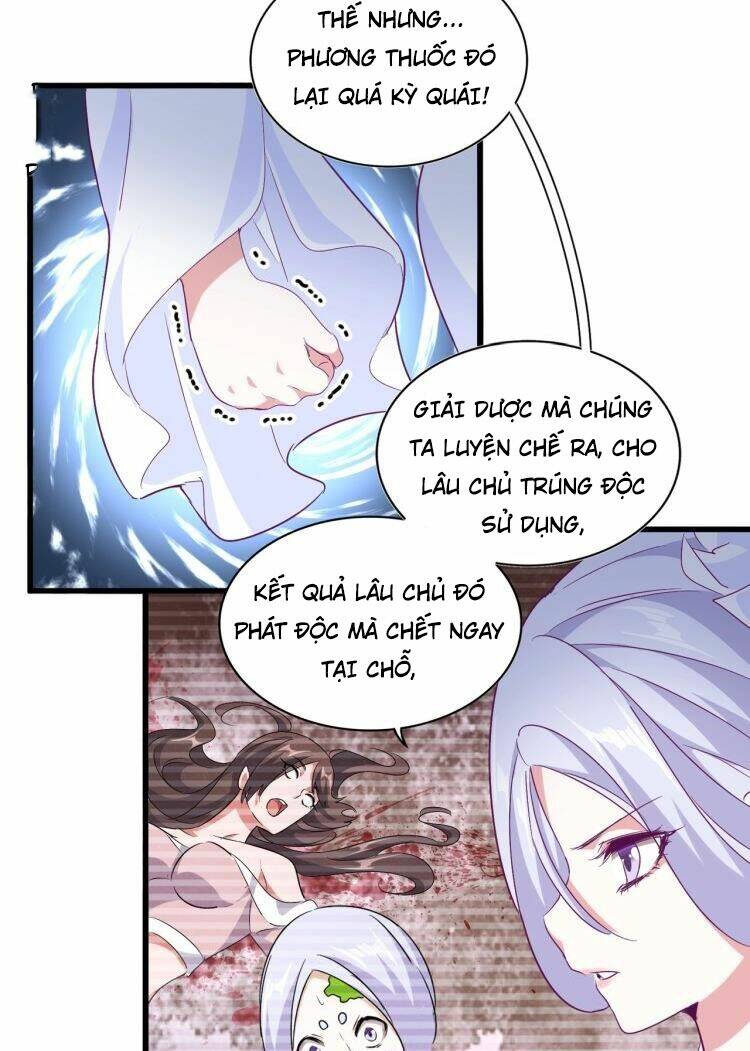 THẾ NHƯNG...
PHƯƠNG THUỐC ĐÓ
LẠI QUÁ KỲ QUÁI!
GIẢI DƯỢC MÀ CHÚNG
TA LUYỆN CHẾ RA, CHO
LÂU CHỦ TRÚNG ĐỘC
SỬ DỤNG,
KẾT QUẢ LÂU CHỦ ĐÓ
PHÁT ĐỘC MÀ CHẾT NGAY
TẠI CHỖ,